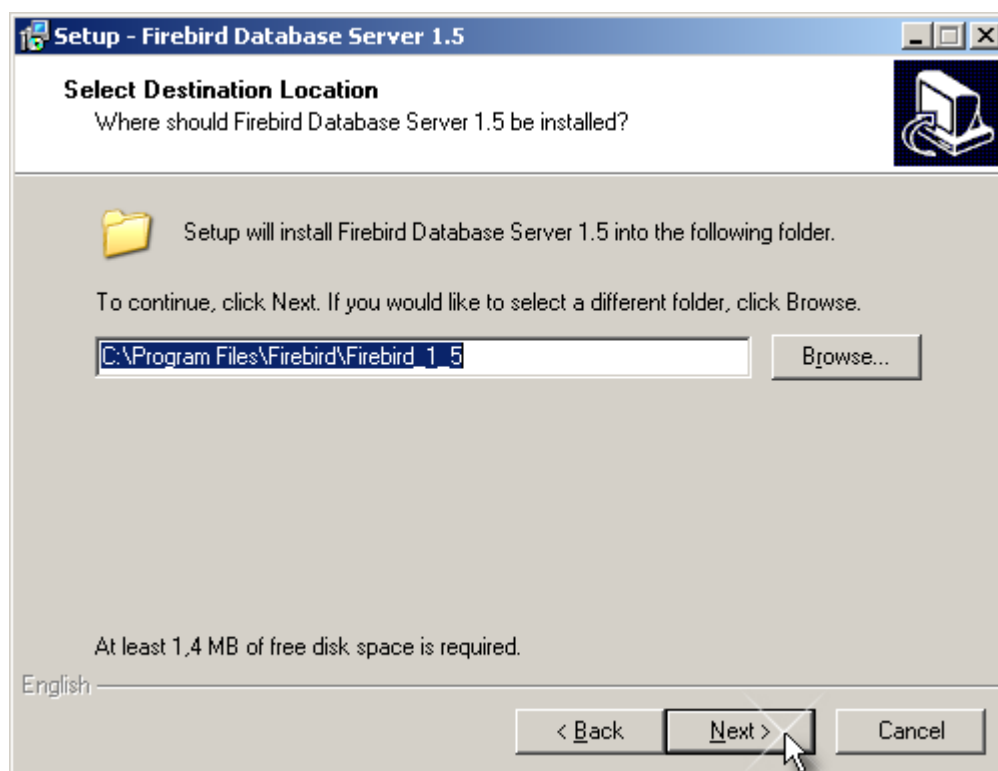 Setup - Firebird Database Server 1.5
Select Destination Location
Where should Firebird Database Server 1.5 be installed?
Setup will install Firebird Database Server 1.5 into the following folder.
To continue, click Next. If you would like to select a different folder, click Browse.
C:\Program Files\Firebird\Firebird_1_5
Browse...
At least 1,4 MB of free disk space is required.
English
< Back
Next >
Cancel